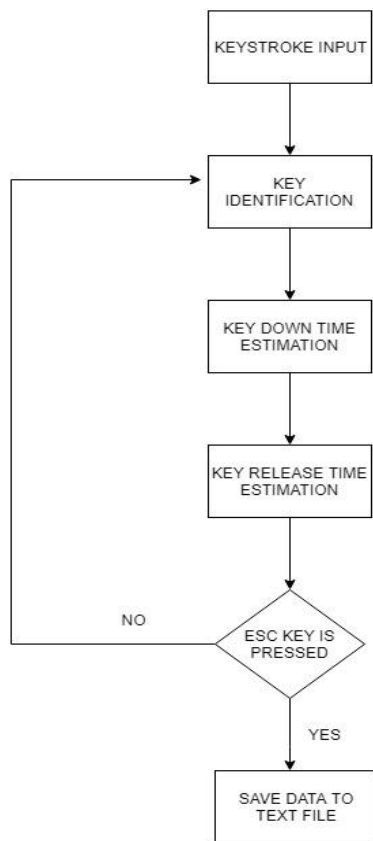 KEYSTROKE INPUT
KEY
IDENTIFICATION
KEY DOWN TIME
ESTIMATION
KEY RELEASE TIME
ESTIMATION
NO
ESC KEY IS
PRESSED
YES
SAVE DATA TO
TEXT FILE